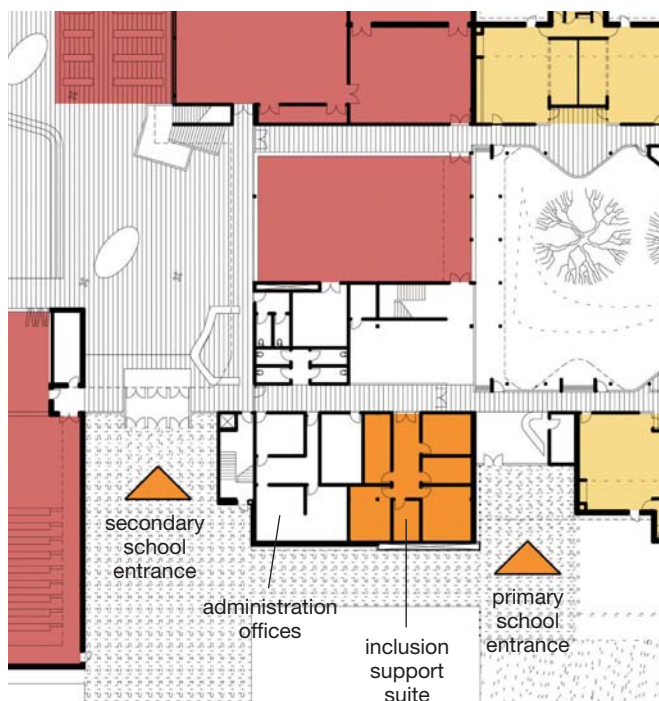 secondary
school
entrance
administration
offices
inclusion
support
suite
primary
school
entrance